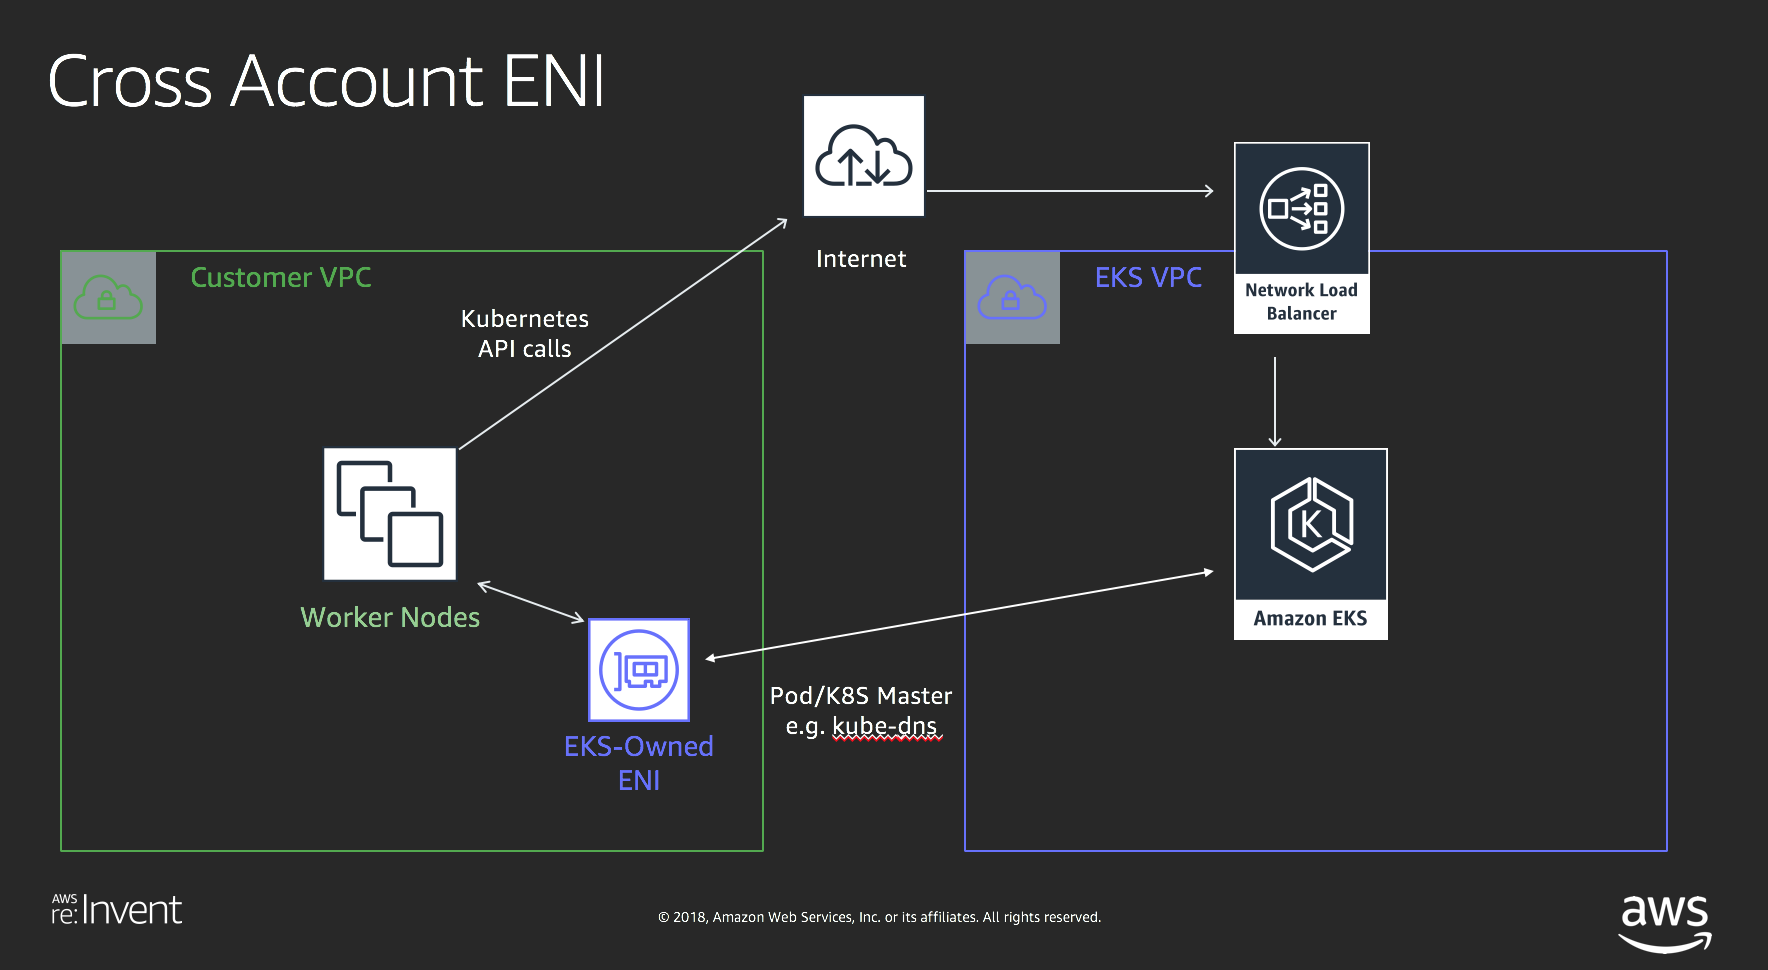 Cross Account ENI
Internet
Network Load
Balancer
Customer VPC
EKS VPC
Kubernetes
API calls
K
Amazon EKS
Worker Nodes
EKS-Owned
ENI
Pod/K8S Master
e.g. kube-dns
AWS
re:Invent
© 2018, Amazon Web Services, Inc. or its affiliates. All rights reserved.
aws